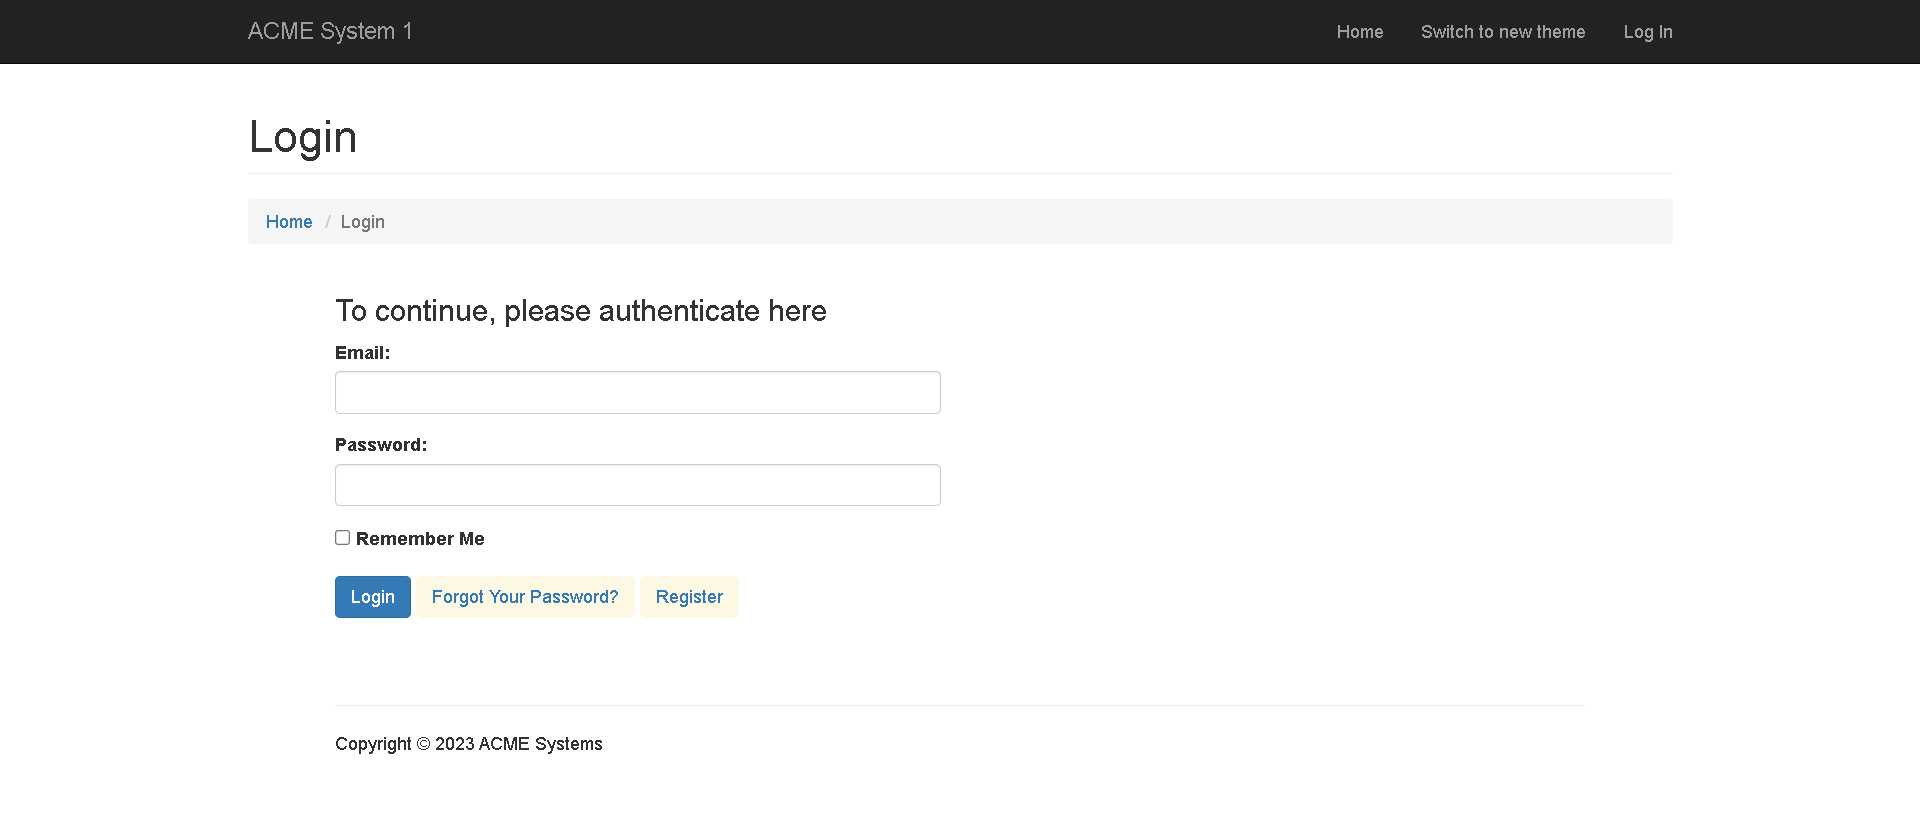 ACME System 1 Home Switch to new theme Log In
Login
Home / Login
To continue, please authenticate here
Email:
Password:
Remember Me
Login Forgot Your Password? Register
Copyright © 2023 ACME Systems